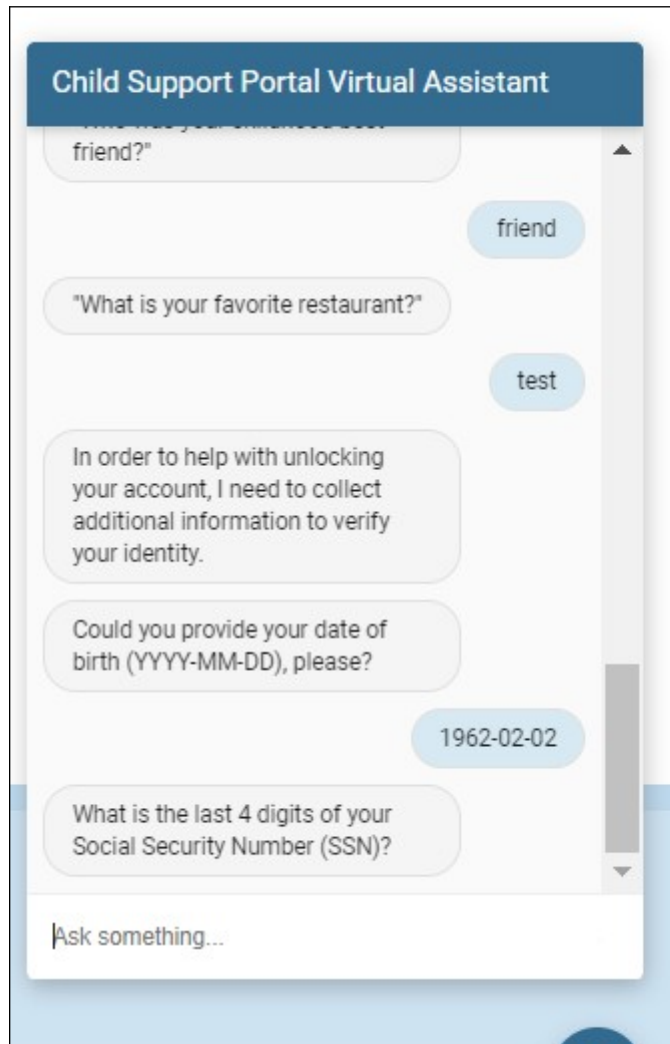 Child Support Portal Virtual Assistant
friend?"
friend
"What is your favorite restaurant?"
test
In order to help with unlocking
your account, I need to collect
additional information to verify
your identity.
Could you provide your date of
birth (YYYY-MM-DD), please?
1962-02-02
What is the last 4 digits of your
Social Security Number (SSN)?
Ask something...